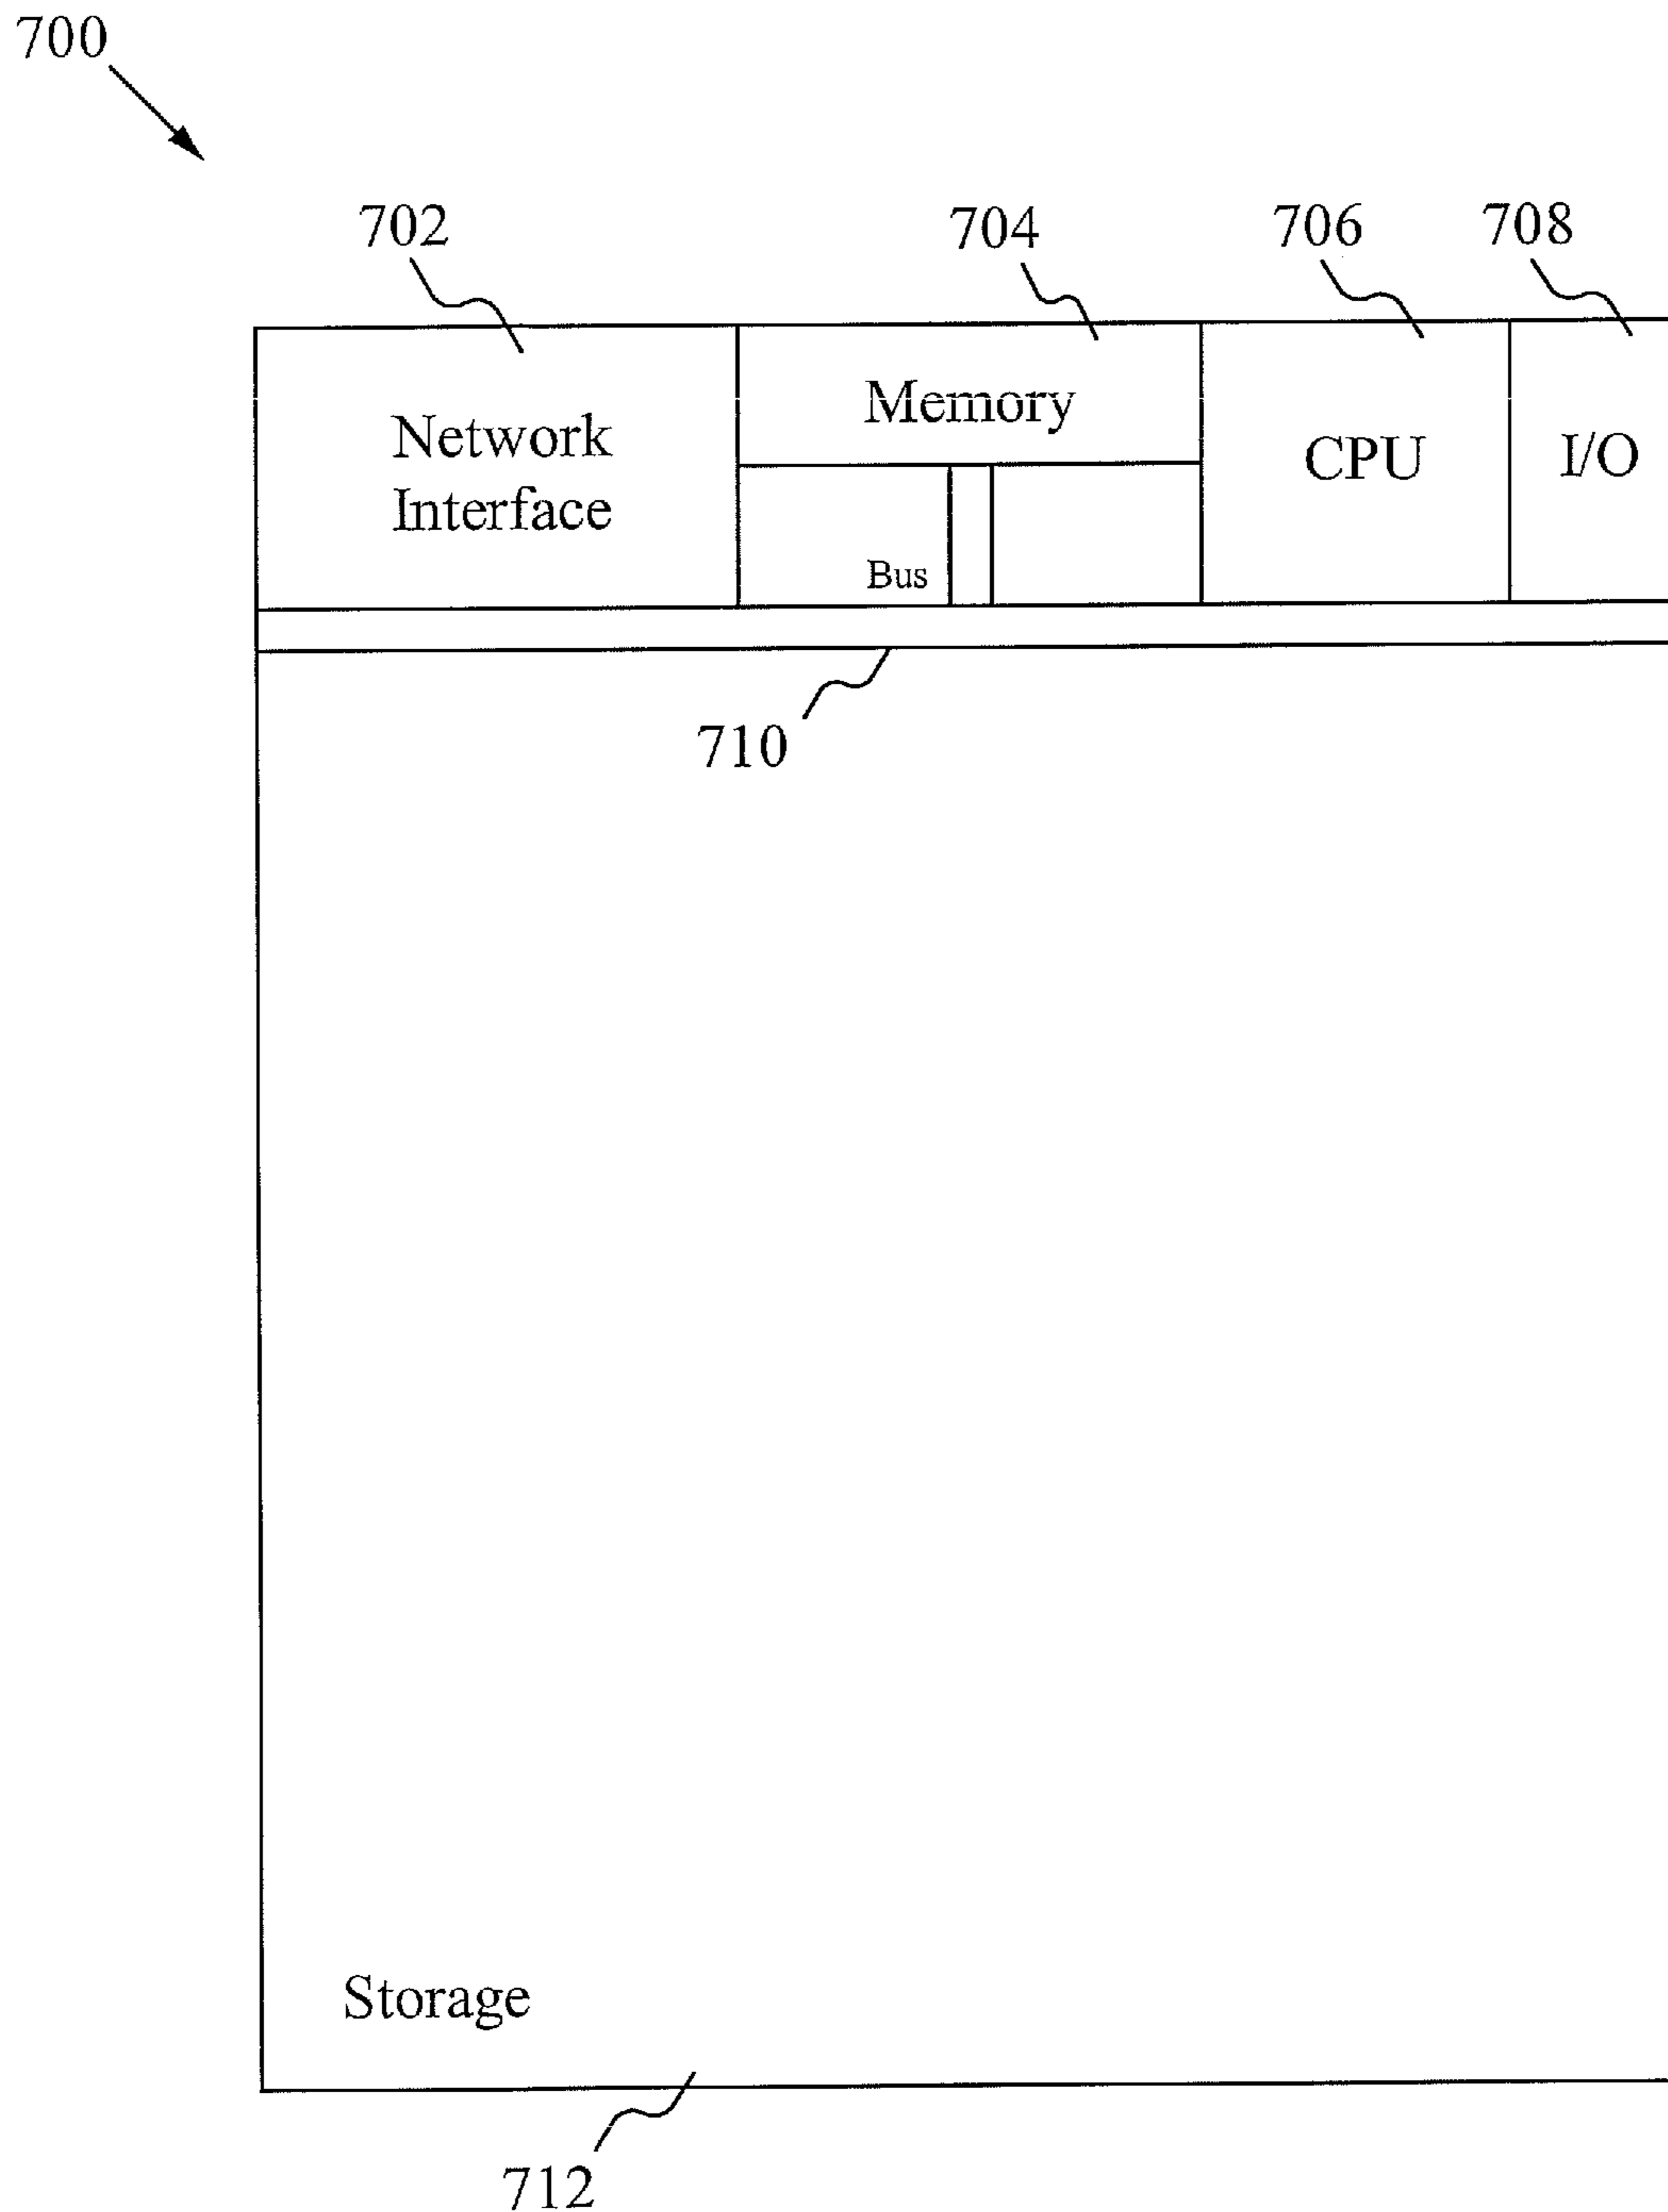 700
702
704
706
708
Network
Interface
Memory
CPU
I/O
Bus
710
Storage
712